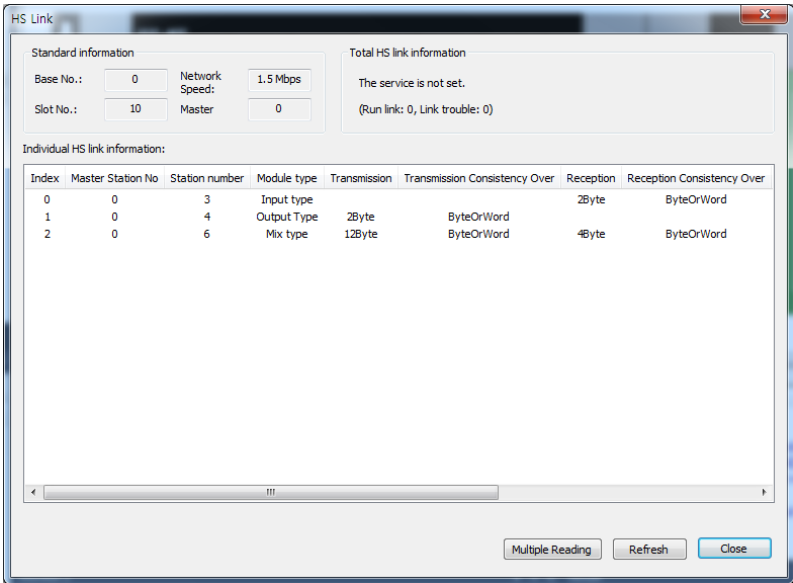 HS Link
Standard information
Base No.: 0 Network Speed: 1.5 Mbps
Slot No.: 10 Master 0
Total HS link information
The service is not set.
(Run link: 0, Link trouble: 0)
Individual HS link information:
Index Master Station No Station number Module type Transmission Transmission Consistency Over Reception Reception Consistency Over
0 0 3 Input type 2Byte ByteOrWord
1 0 4 Output Type 2Byte ByteOrWord
2 0 6 Mix type 12Byte ByteOrWord 4Byte ByteOrWord
Multiple Reading Refresh Close